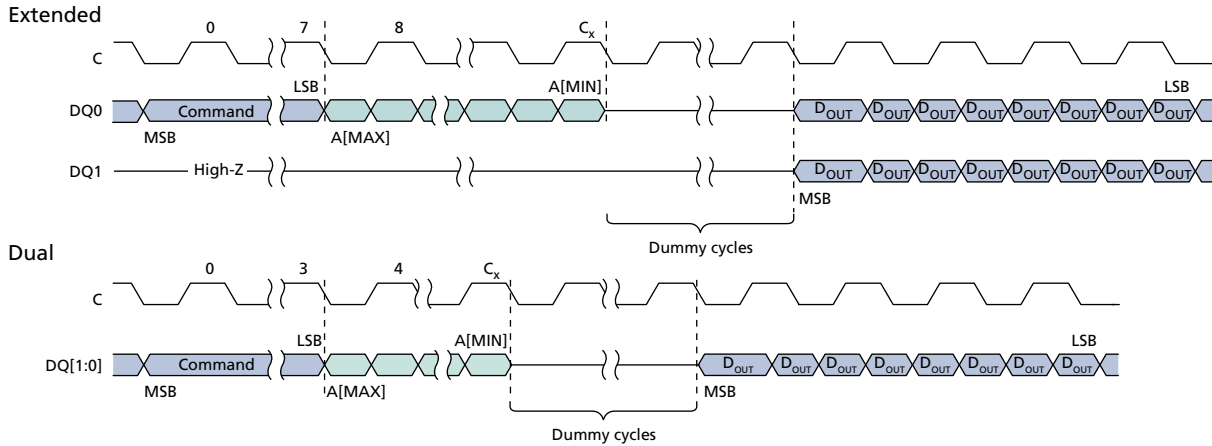 Extended
0 7 8 Cx
C
LSB A[MIN] LSB
DQ0 Command DOUT DOUT DOUT DOUT DOUT DOUT DOUT DOUT
MSB A[MAX]
DQ1 High-Z DOUT DOUT DOUT DOUT DOUT DOUT DOUT DOUT
MSB
Dummy cycles
Dual
0 3 4 Cx
C
LSB A[MIN] LSB
DQ[1:0] Command DOUT DOUT DOUT DOUT DOUT DOUT DOUT DOUT
MSB A[MAX] MSB
Dummy cycles